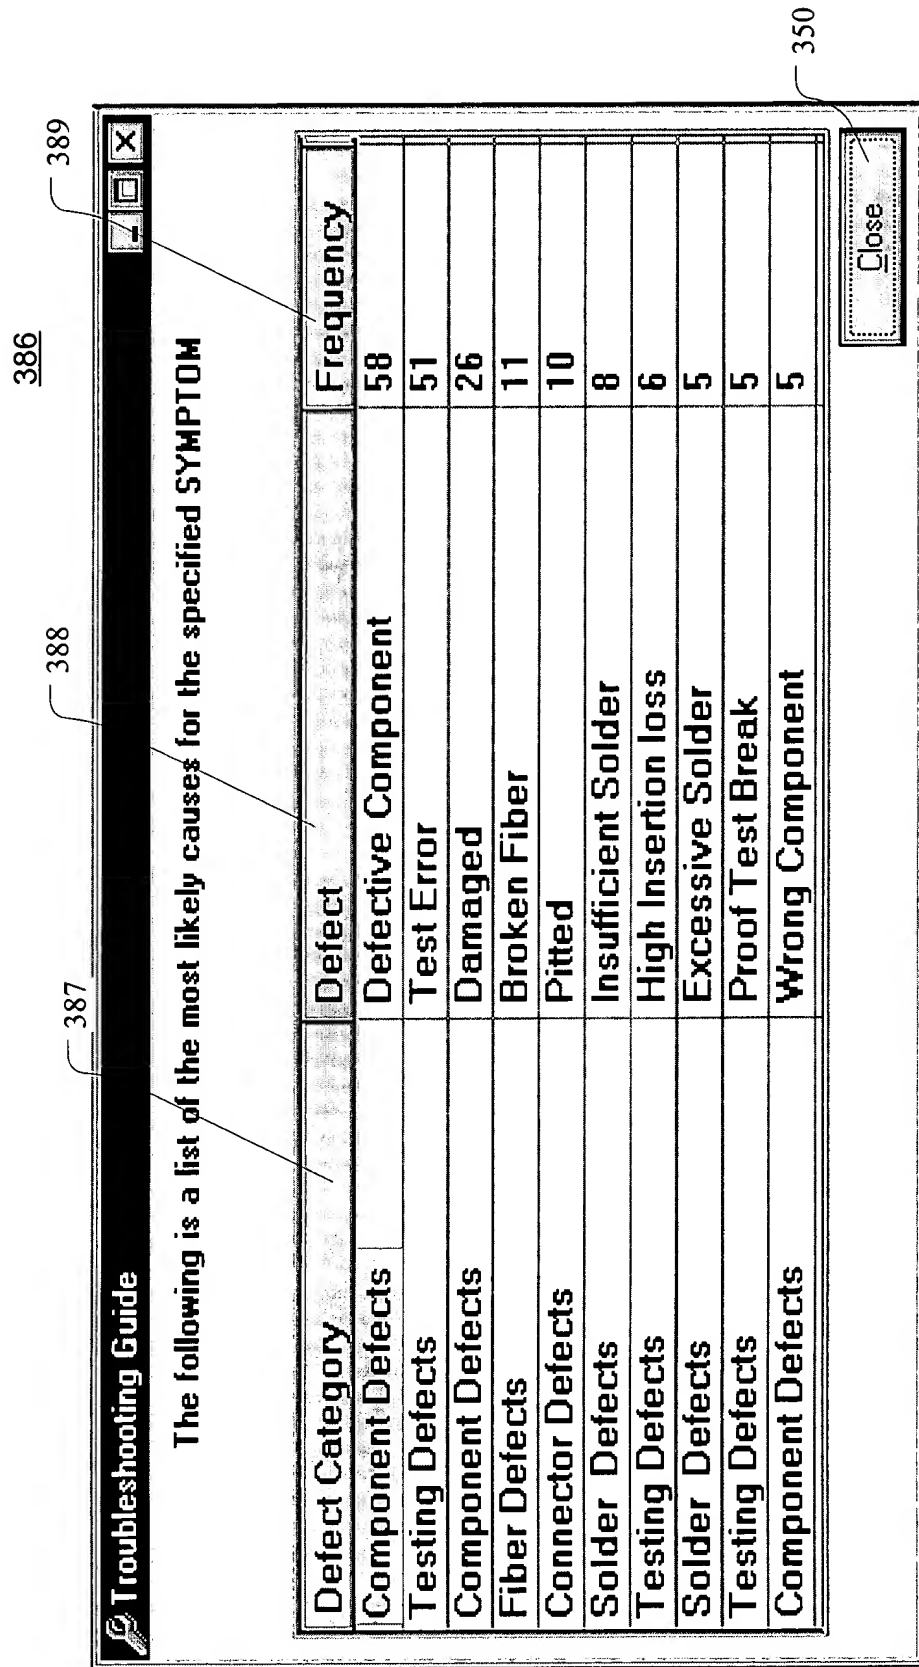 386
387
388
389
Troubleshooting Guide
The following is a list of the most likely causes for the specified SYMPTOM
Defect Category Defect Frequency
Component Defects Defective Component 58
Testing Defects Test Error 51
Component Defects Damaged 26
Fiber Defects Broken Fiber 11
Connector Defects Pitted 10
Solder Defects Insufficient Solder 8
Testing Defects High Insertion loss 6
Solder Defects Excessive Solder 5
Testing Defects Proof Test Break 5
Component Defects Wrong Component 5
Close
350